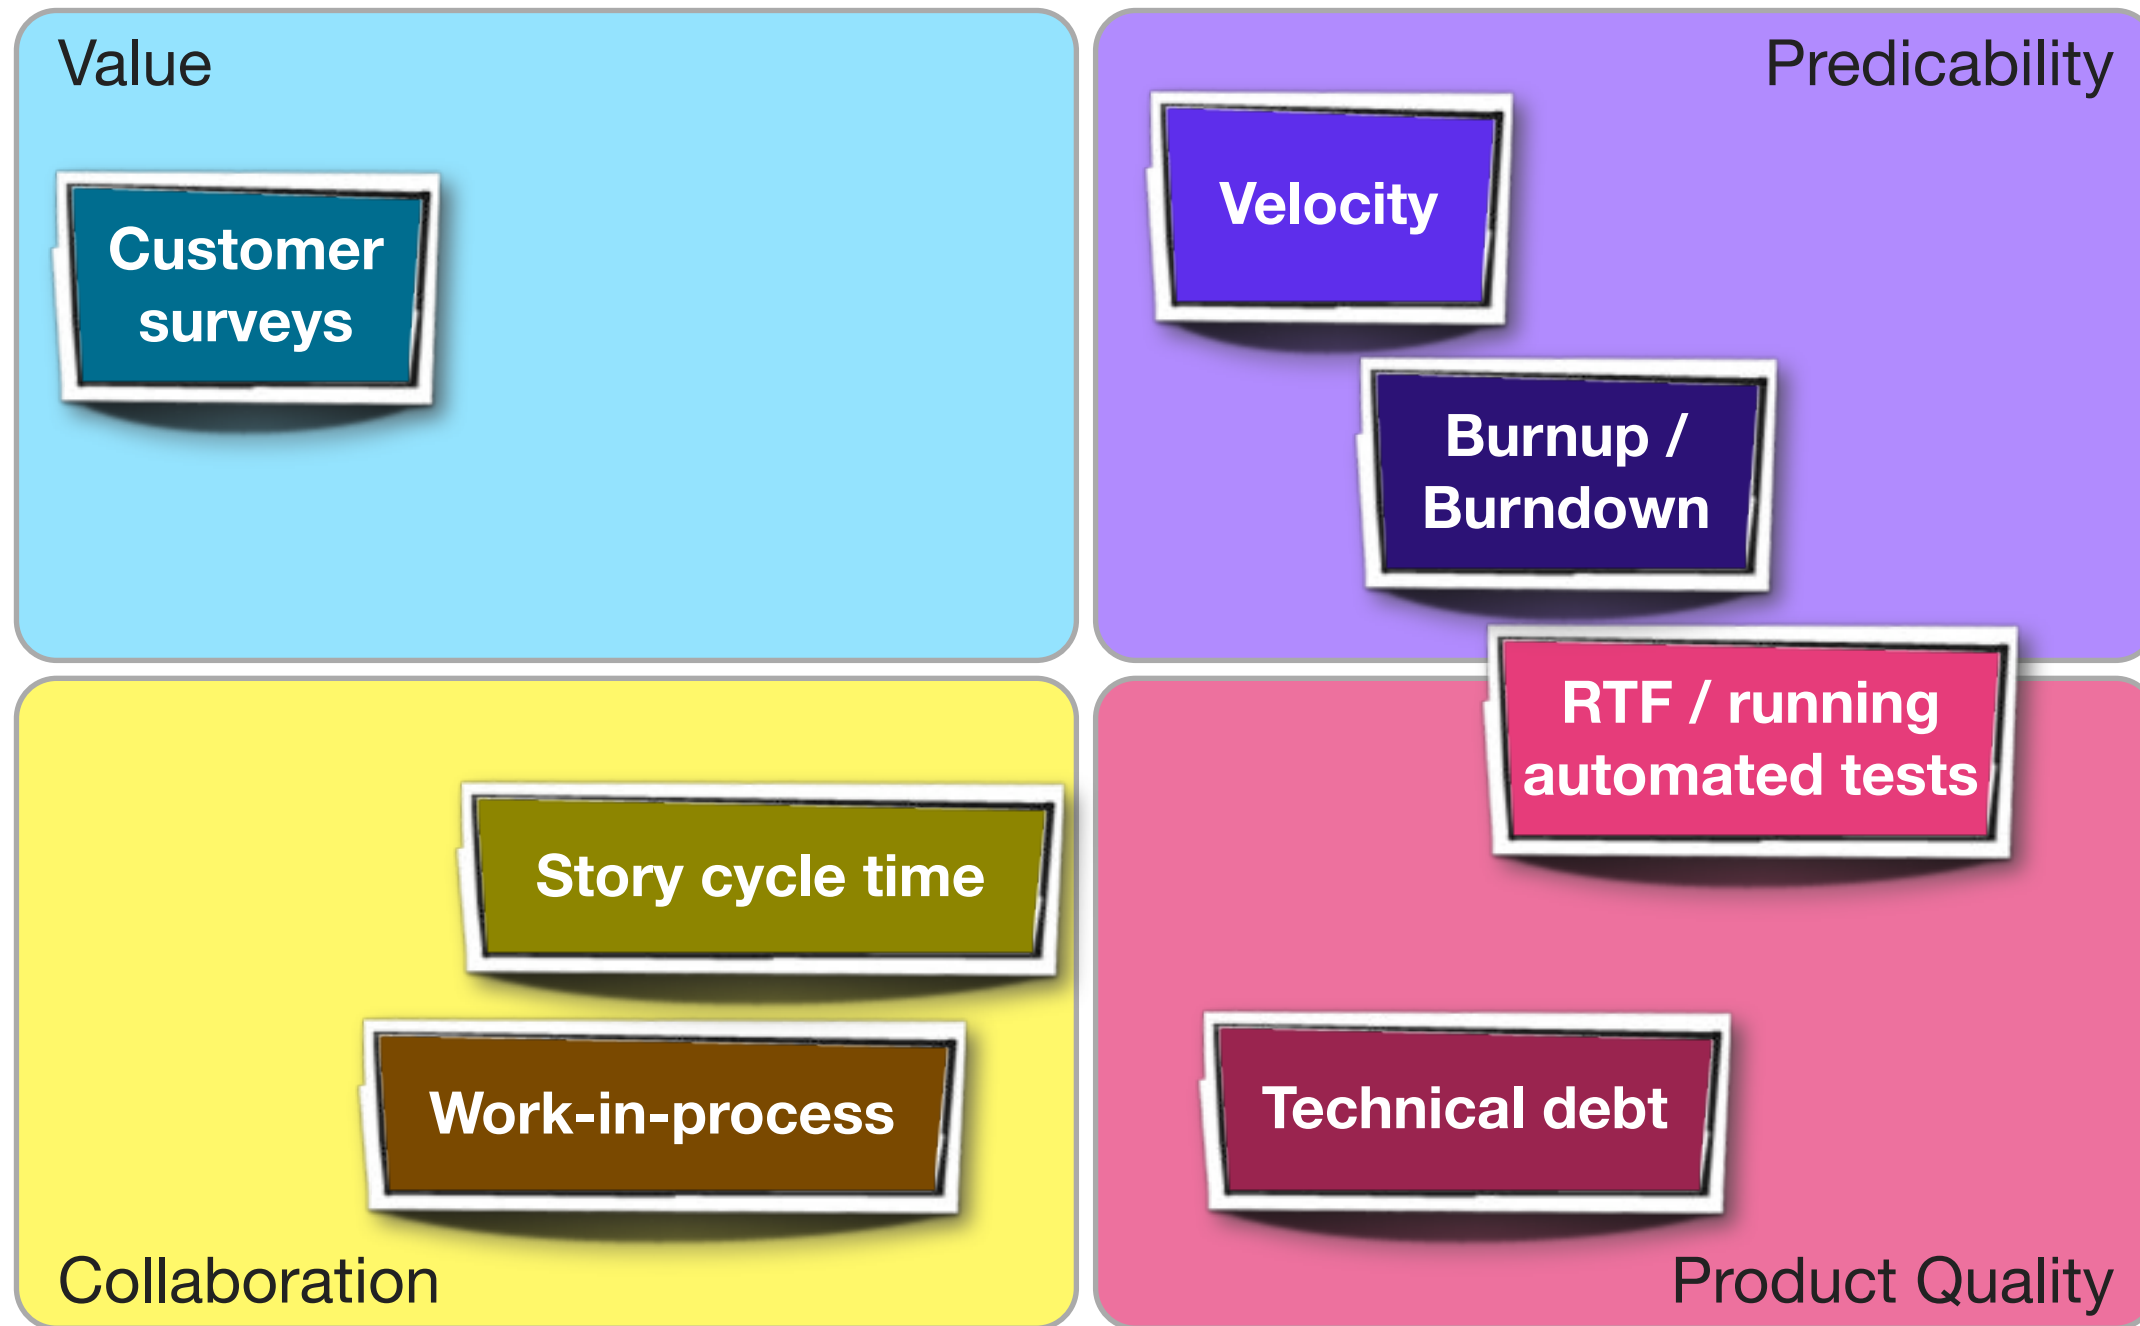 Value
Customer
surveys
Predicability
Velocity
Burnup /
Burndown
RTF / running
automated tests
Story cycle time
Work-in-process
Collaboration
Technical debt
Product Quality